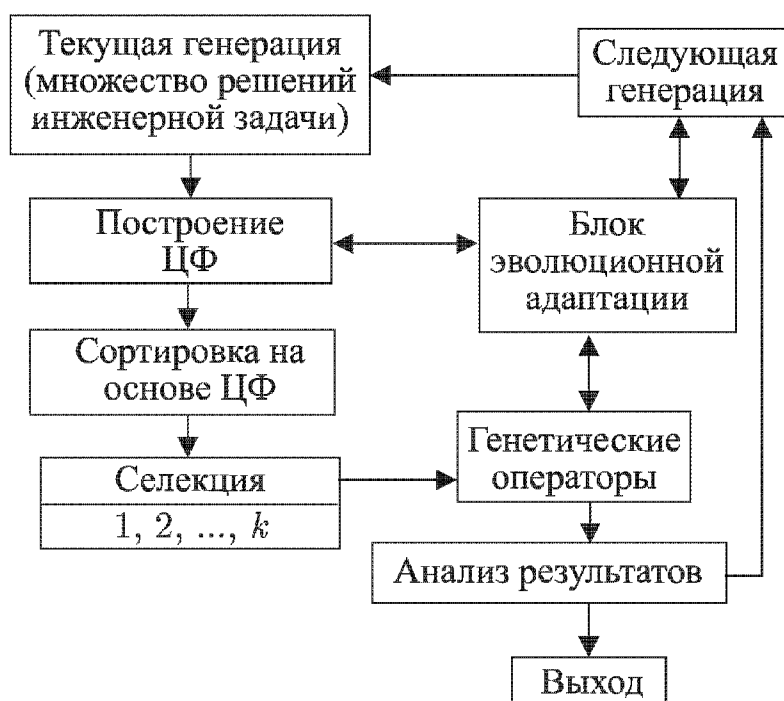 Текущая генерация
(множество решений
инженерной задачи)
Следующая
генерация
Построение
ЦФ
Блок
эволюционной
адаптации
Сортировка на
основе ЦФ
Генетические
операторы
Селекция
1, 2, ..., k
Анализ результатов
Выход